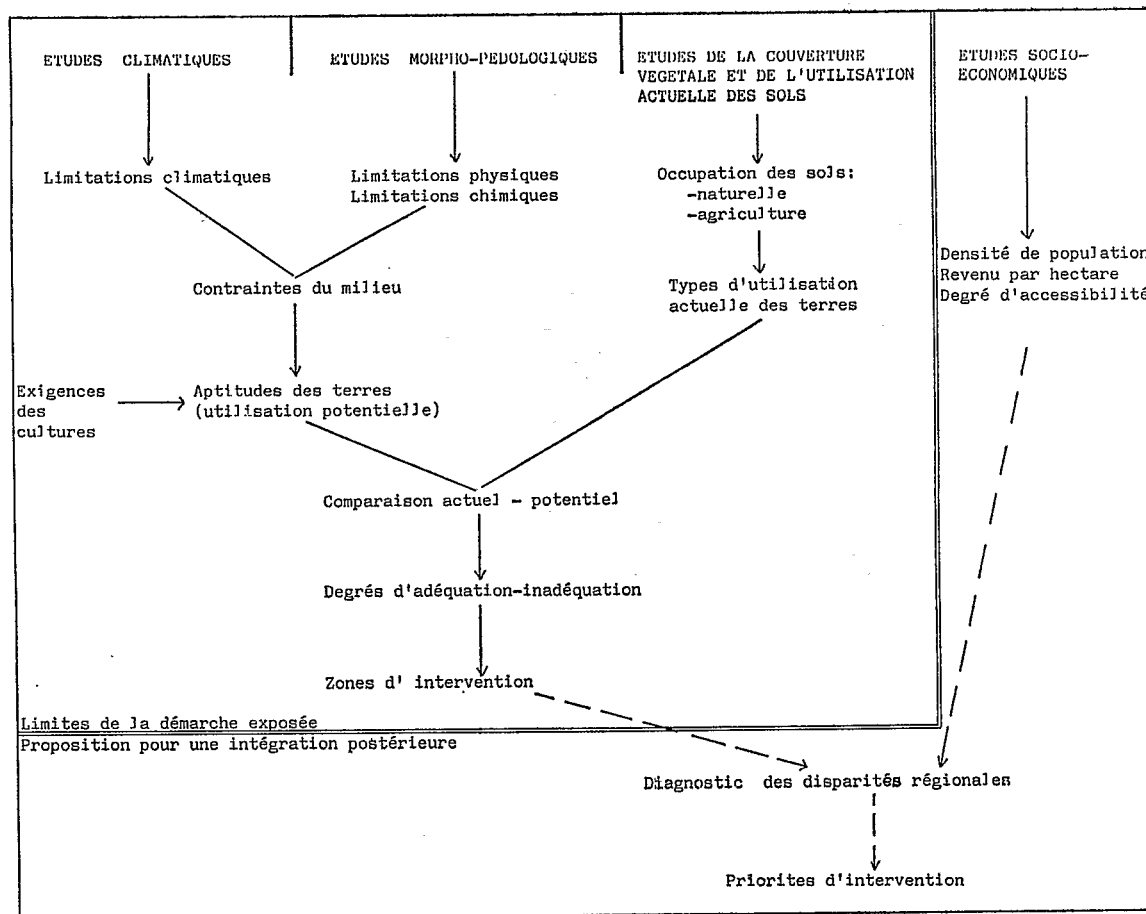 ETUDES CLIMATIQUES
ETUDES MORPHO-PEDOLOGIQUES
ETUDES DE LA COUVERTURE
VEGETALE ET DE L'UTILISATION
ACTUELLE DES SOLS
ETUDES SOCIO-
ECONOMIQUES
Limitations climatiques
Limitations physiques
Limitations chimiques
Occupation des sols:
-naturelle
-agriculture
Densité de population
Revenu par hectare
Degré d'accessibilité
Contraintes du milieu
Types d'utilisation
actuelle des terres
Exigences
des
cultures
Aptitudes des terres
(utilisation potentielle)
Comparaison actuel - potentiel
Degrés d'adéquation-inadéquation
Zones d' intervention
Limites de la démarche exposée
Proposition pour une intégration postérieure
Diagnostic des disparités régionales
Priorites d'intervention